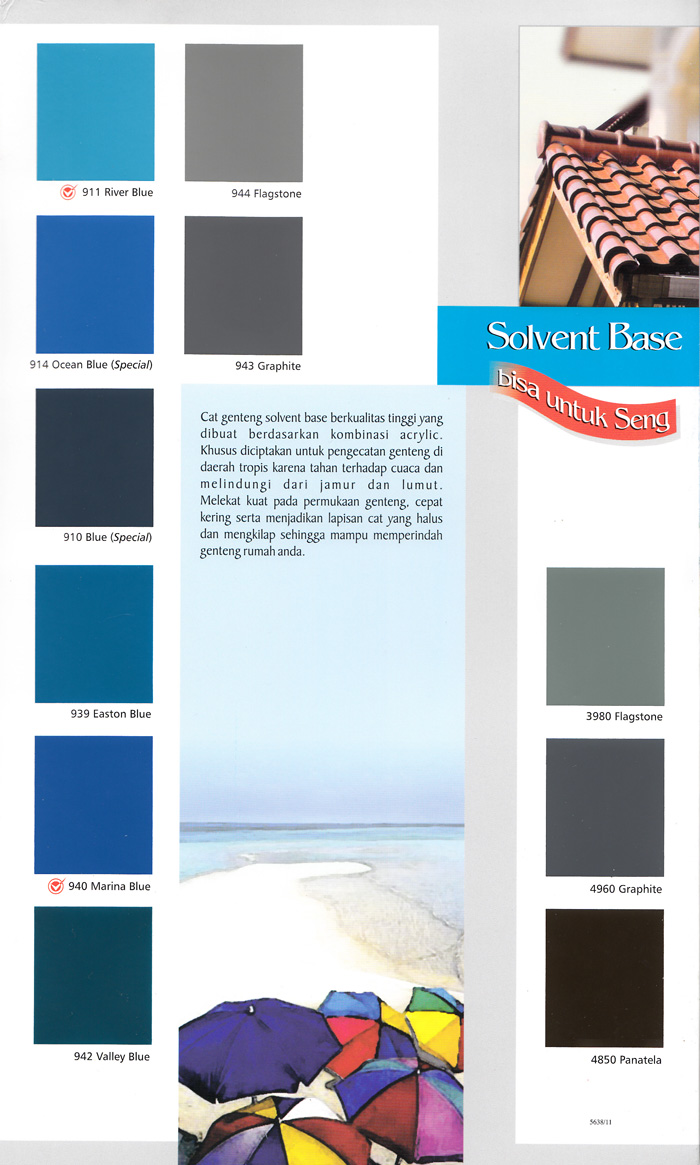 911 River Blue
944 Flagstone
914 Ocean Blue (Special)
943 Graphite
910 Blue (Special)
939 Easton Blue
940 Marina Blue
942 Valley Blue
Cat genteng solvent base berkualitas tinggi yang
dibuat berdasarkan kombinasi acrylic.
Khusus diciptakan untuk pengecatan genteng di
daerah tropis karena tahan terhadap cuaca dan
melindungi dari jamur dan lumut.
Melekat kuat pada permukaan genteng, cepat
kering serta menjadikan lapisan cat yang halus
dan mengkilap sehingga mampu memperindah
genteng rumah anda.
Solvent Base
bisa untuk Seng
3980 Flagstone
4960 Graphite
4850 Panatela
5638/11